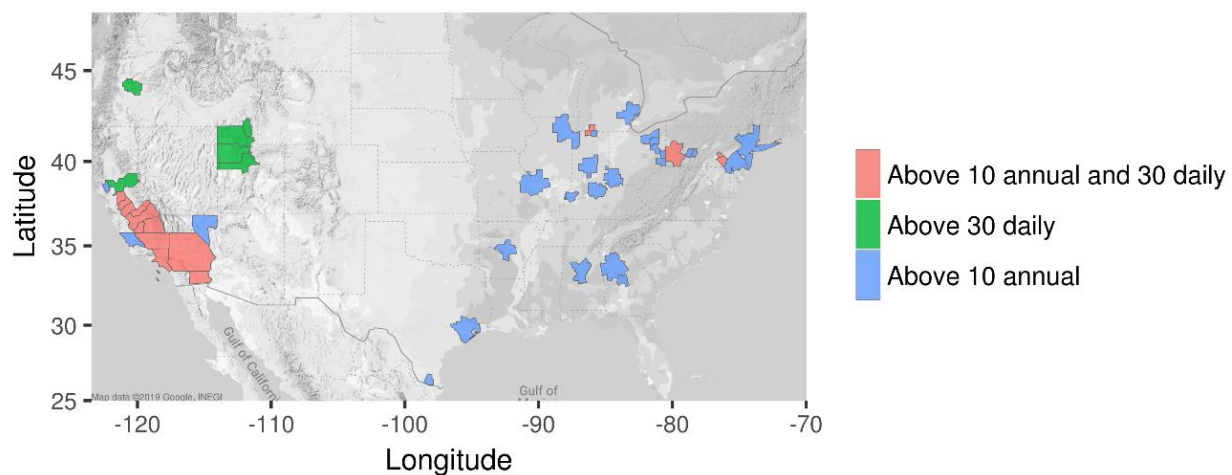 45
40
35
30
25
Latitude
Gulf of California
Gulf of
Map data ©2019 Google, INEGI
-120
-110
-100
-90
-80
-70
Longitude
Above 10 annual and 30 daily
Above 30 daily
Above 10 annual